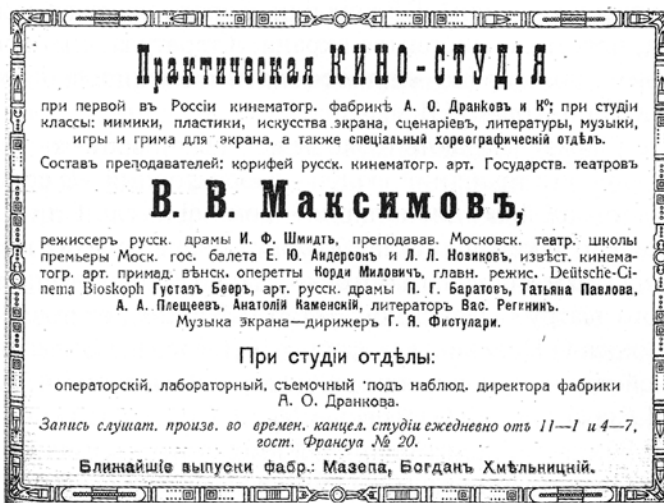 Практическая КИНО-СТУДІЯ
при первой въ Россіи кинематогр. фабрикѣ А. О. Дранковъ и Кº; при студіи
классы: мимики, пластики, искусства экрана, сценаріевъ, литературы, музыки,
игры и грима для экрана, а также спеціальный хореографическій отдѣлъ.
Составъ преподавателей: корифей русск. кинематогр. арт. Государств. театровъ
В. В. Максимовъ,
режиссеръ русск. драмы И. Ф. Шмидтъ, преподавав. Московск. театр. школы
премьеры Моск. гос. балета Е. Ю. Андерсонъ и Л. Л. Новиковъ, извѣст. кинема-
тогр. арт. примад. вѣнск. оперетты Корди Миловичъ, главн. режис. Deütsche-Ci-
nema Bioskoph Густавъ Бееръ, арт. русск. драмы П. Г. Баратовъ, Татьяна Павлова,
А. А. Плещеевъ, Анатолій Каменскій, литераторъ Вас. Регининъ.
Музыка экрана—дирижеръ Г. Я. Фистулари.
При студіи отдѣлы:
операторскій, лабораторный, съемочный подъ наблюд. директора фабрики
А. О. Дранкова.
Запись слушат. произв. во времен. канцел. студіи ежедневно отъ 11—1 и 4—7,
гост. Франсуа № 20.
Ближайшіе выпуски фабр.: Мазепа, Богданъ Хмѣльницкій.